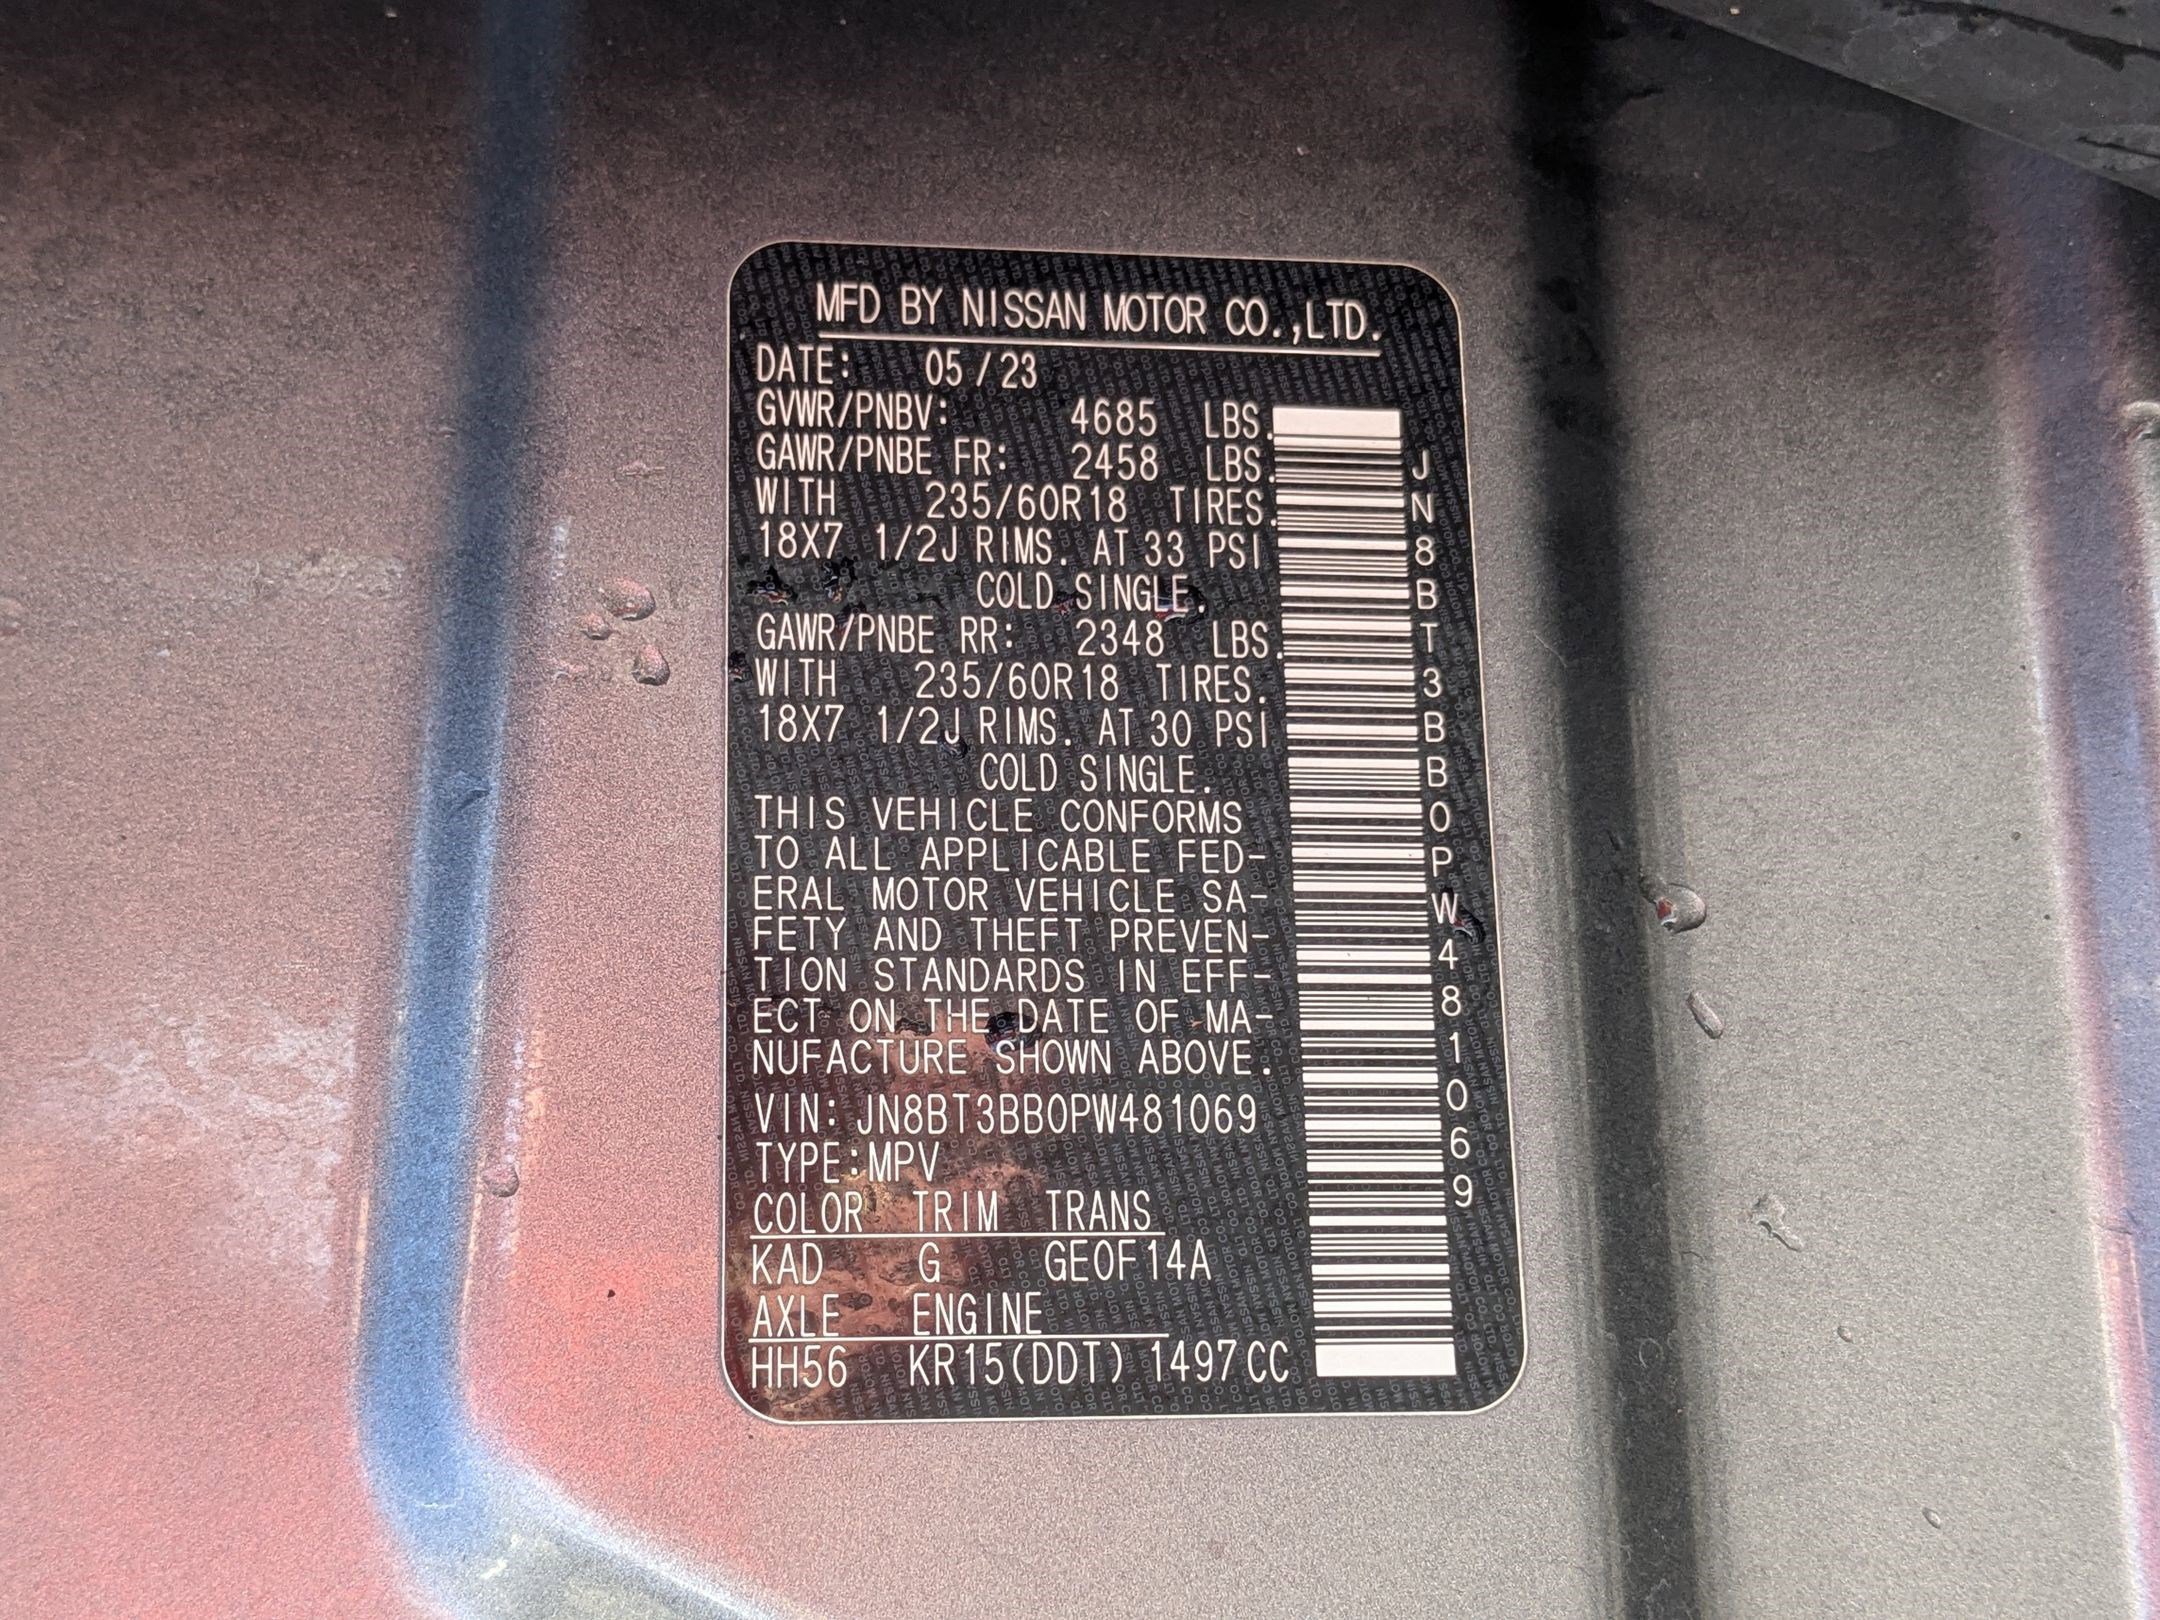 MFD BY NISSAN MOTOR CO.,LTD.
DATE: 05/23
GVWR/PNBV: 4685 LBS.
GAWR/PNBE FR: 2458 LBS.
WITH 235/60R18 TIRES.
18X7 1/2J RIMS. AT 33 PSI
COLD SINGLE.
GAWR/PNBE RR: 2348 LBS.
WITH 235/60R18 TIRES.
18X7 1/2J RIMS. AT 30 PSI
COLD SINGLE.
THIS VEHICLE CONFORMS
TO ALL APPLICABLE FED-
ERAL MOTOR VEHICLE SA-
FETY AND THEFT PREVEN-
TION STANDARDS IN EFF-
ECT ON THE DATE OF MA-
NUFACTURE SHOWN ABOVE.
VIN: JN8BT3BB0PW481069
TYPE:MPV
COLOR TRIM TRANS
KAD G GE0F14A
AXLE ENGINE
HH56 KR15(DDT) 1497CC
JN8BT3BB0PW481069